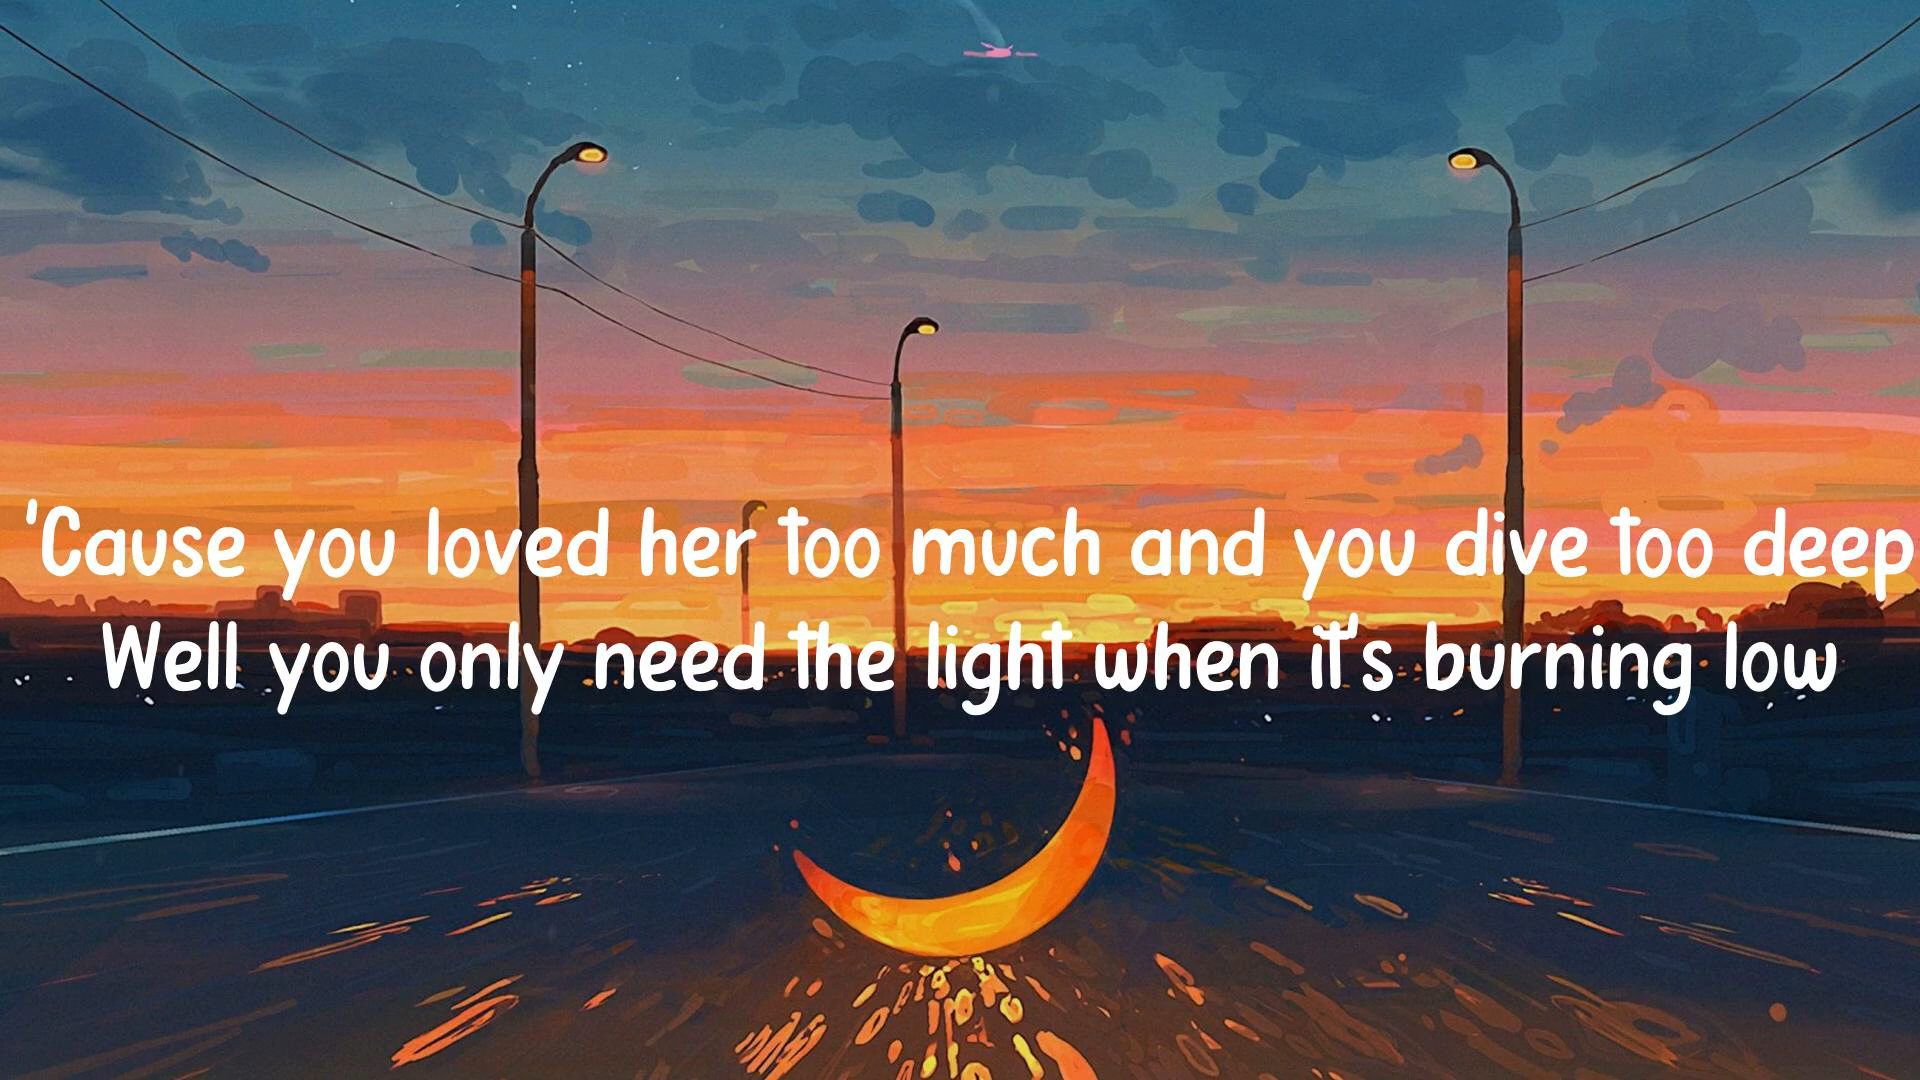 'Cause you loved her too much and you dive too deep
Well you only need the light when it's burning low